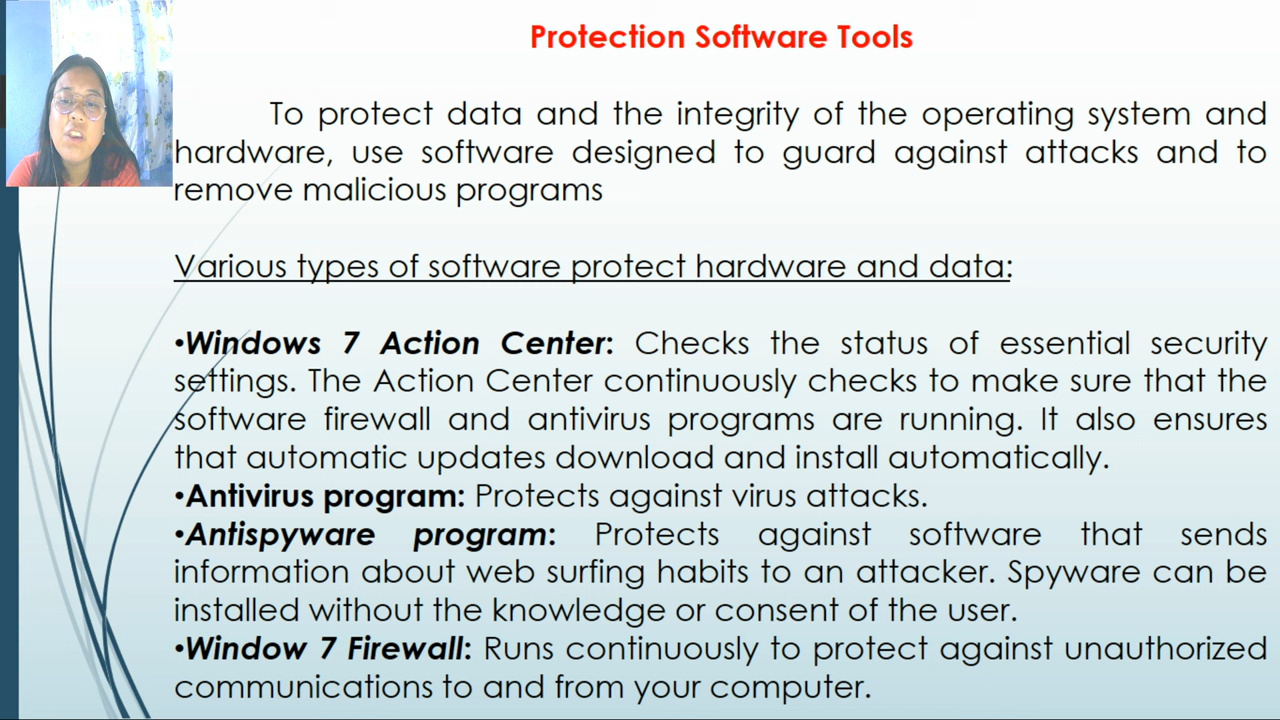 Protection Software Tools
To protect data and the integrity of the operating system and
hardware, use software designed to guard against attacks and to
remove malicious programs
Various types of software protect hardware and data:
•Windows 7 Action Center: Checks the status of essential security
settings. The Action Center continuously checks to make sure that the
software firewall and antivirus programs are running. It also ensures
that automatic updates download and install automatically.
•Antivirus program: Protects against virus attacks.
•Antispyware program: Protects against software that sends
information about web surfing habits to an attacker. Spyware can be
installed without the knowledge or consent of the user.
•Window 7 Firewall: Runs continuously to protect against unauthorized
communications to and from your computer.